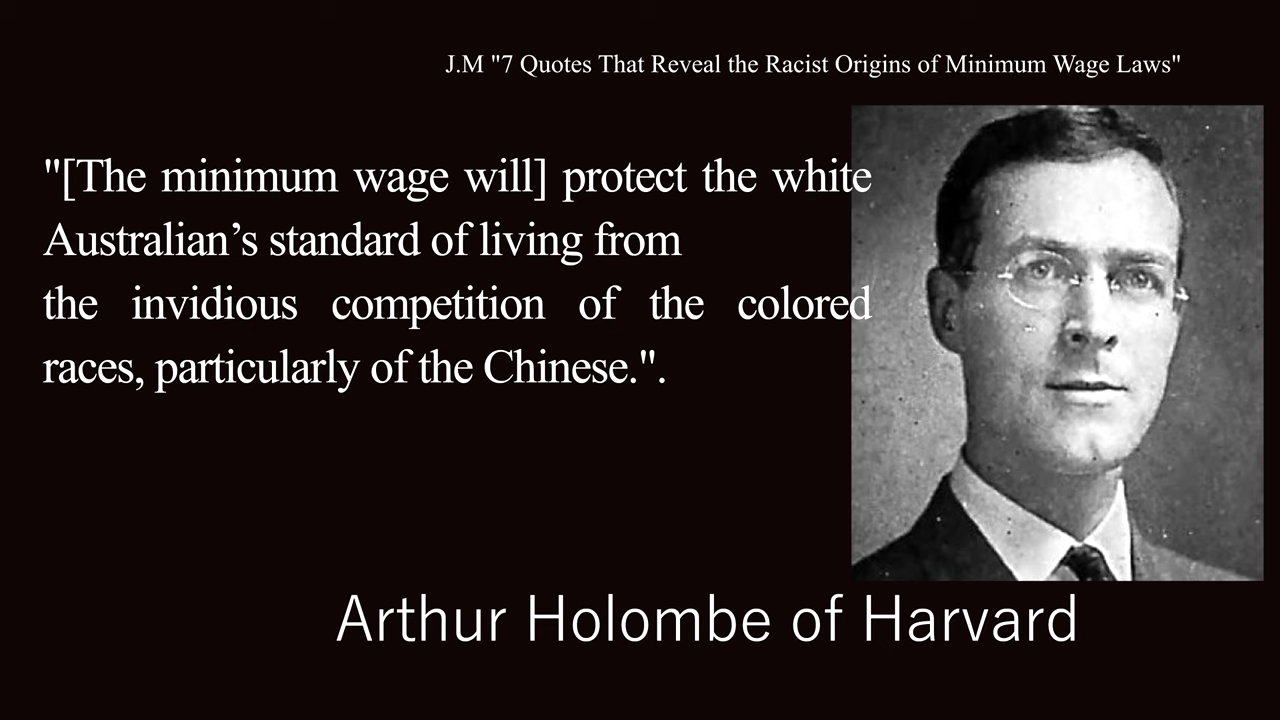 J.M "7 Quotes That Reveal the Racist Origins of Minimum Wage Laws"
"[The minimum wage will] protect the white
Australian’s standard of living from
the invidious competition of the colored
races, particularly of the Chinese.".
Arthur Holombe of Harvard